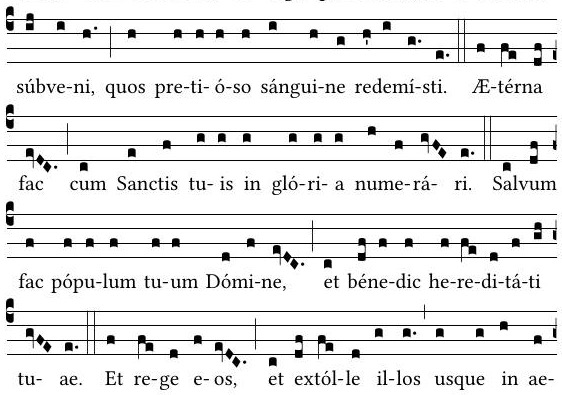 súbve-ni, quos pre-ti-ó-so sángui-ne redemí-sti. Æ-térna
fac cum Sanctis tu-is in gló-ri-a nume-rá-ri. Salvum
fac pópu-lum tu-um Dómi-ne, et béne-dic he-re-di-tá-ti
tu-ae. Et re-ge e-os, et extól-le il-los usque in ae-